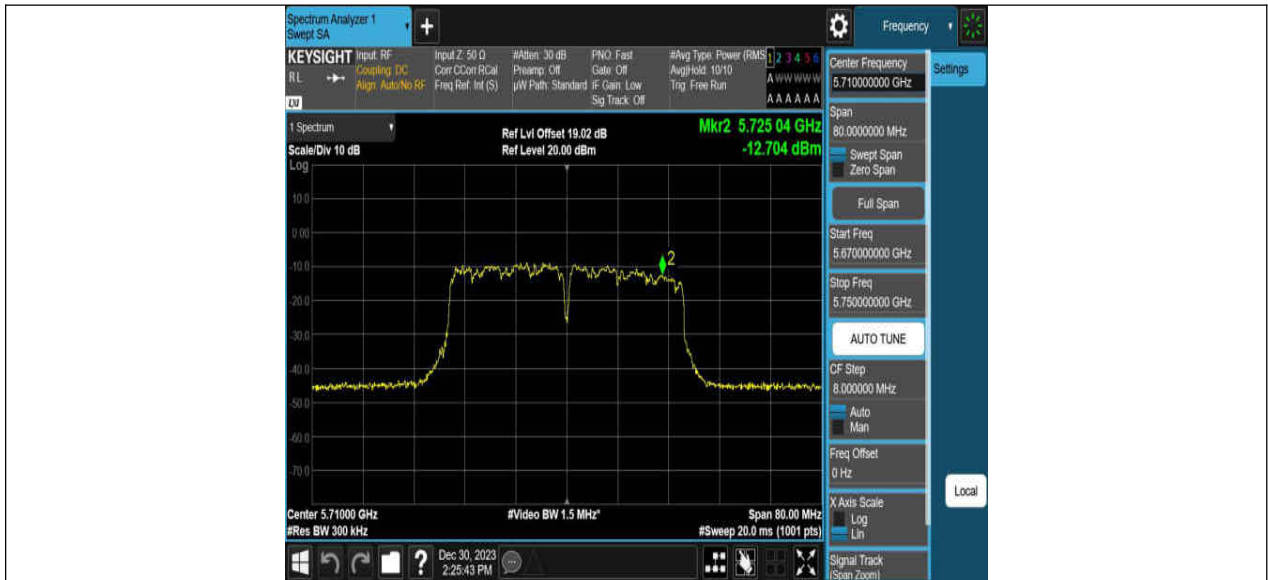 Spectrum Analyzer 1
Swept SA
+
Frequency
KEYSIGHT
RL
LXI
Input: RF
Coupling: DC
Align: Auto/No RF
Input Z: 50 Ω
Corr CCorr RCal
Freq Ref: Int (S)
#Atten: 30 dB
Preamp: Off
µW Path: Standard
PNO: Fast
Gate: Off
IF Gain: Low
Sig Track: Off
#Avg Type: Power (RMS
Avg|Hold: 10/10
Trig: Free Run
1 2 3 4 5 6
A W W W W W
A A A A A A
1 Spectrum
Scale/Div 10 dB
Ref Lvl Offset 19.02 dB
Ref Level 20.00 dBm
Mkr2 5.725 04 GHz
-12.704 dBm
Log
10.0
0.00
-10.0
-20.0
-30.0
-40.0
-50.0
-60.0
-70.0
2
Center 5.71000 GHz
#Res BW 300 kHz
#Video BW 1.5 MHz*
Span 80.00 MHz
#Sweep 20.0 ms (1001 pts)
Center Frequency
5.710000000 GHz
Settings
Span
80.0000000 MHz
Swept Span
Zero Span
Full Span
Start Freq
5.670000000 GHz
Stop Freq
5.750000000 GHz
AUTO TUNE
CF Step
8.000000 MHz
Auto
Man
Freq Offset
0 Hz
X Axis Scale
Log
Lin
Local
Signal Track
(Span Zoom)
?
Dec 30, 2023
2:25:43 PM